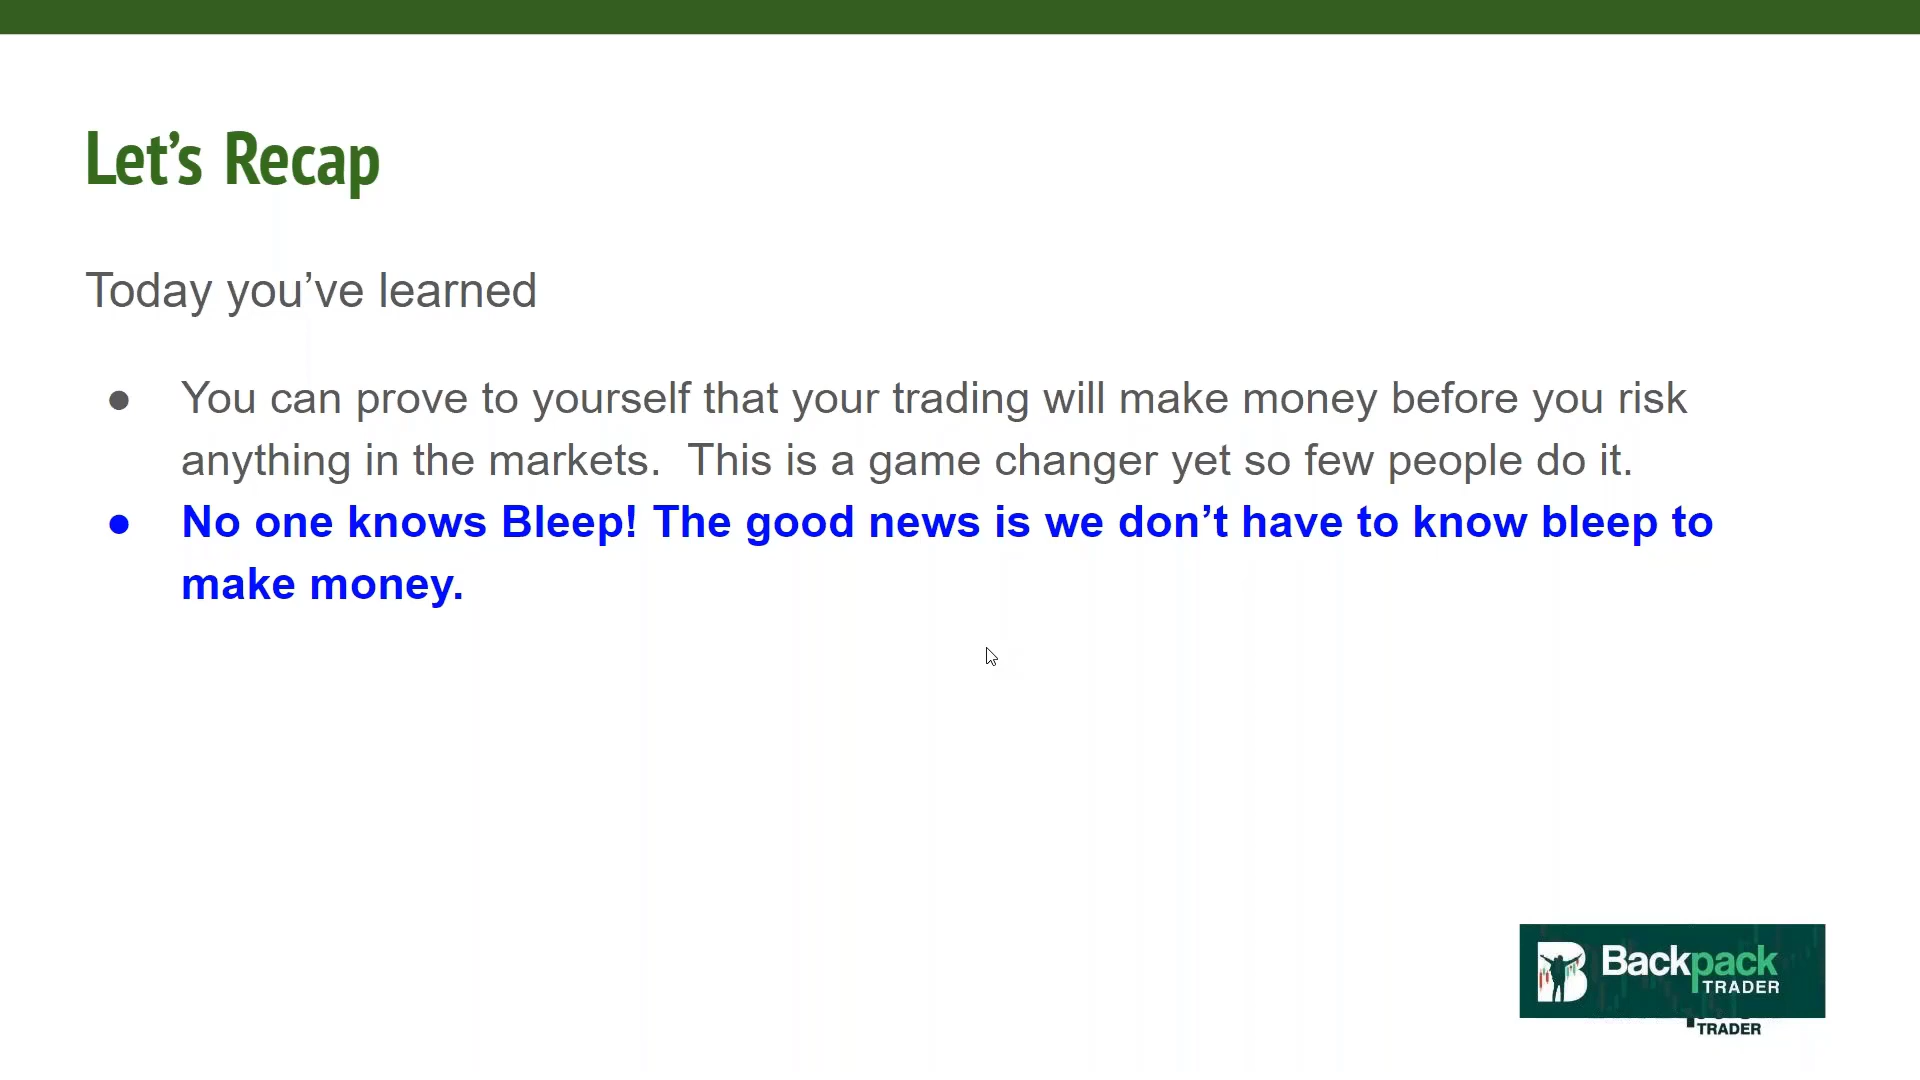 Let’s Recap
Today you’ve learned
● You can prove to yourself that your trading will make money before you risk
anything in the markets.  This is a game changer yet so few people do it.
● No one knows Bleep! The good news is we don’t have to know bleep to
make money.
Backpack
TRADER
TRADER